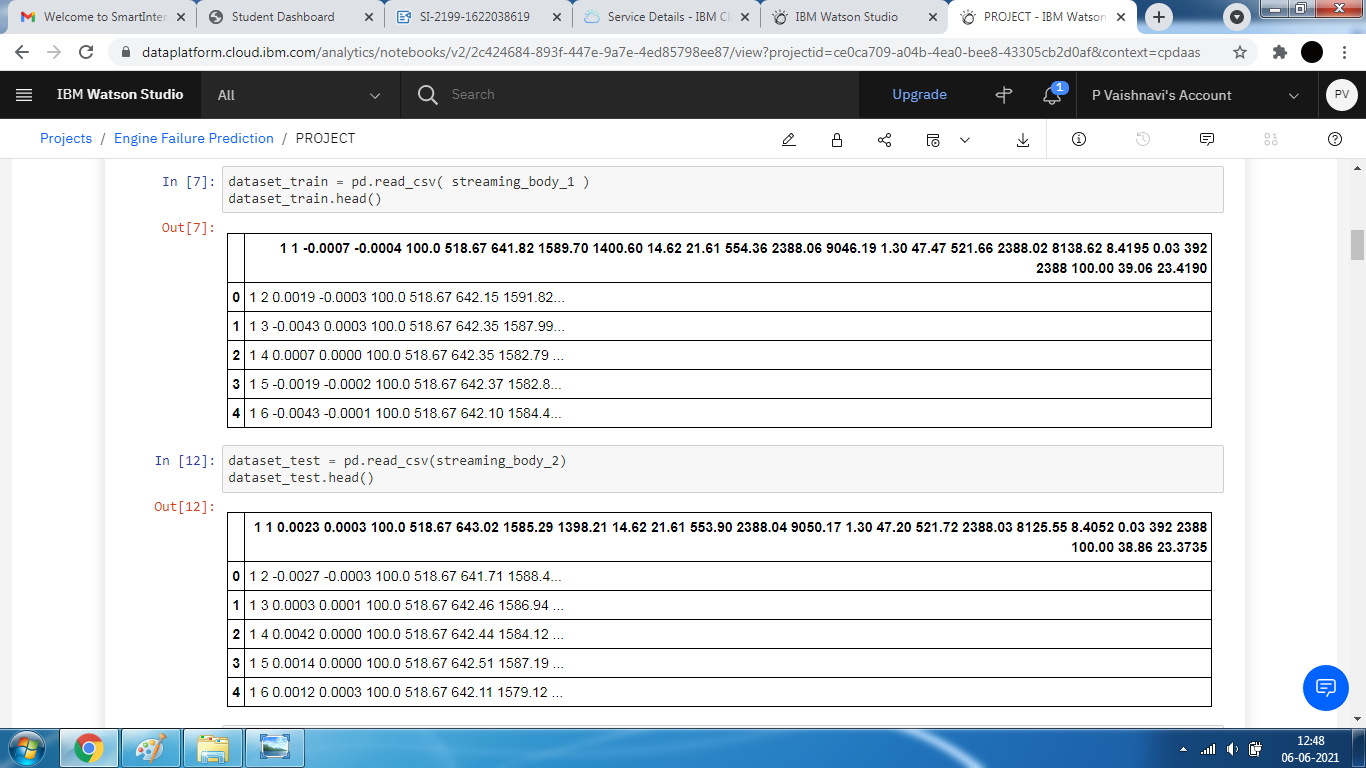 Welcome to SmartInter
Student Dashboard
SI-2199-1622038619
Service Details - IBM Cl
IBM Watson Studio
PROJECT - IBM Watson
dataplatform.cloud.ibm.com/analytics/notebooks/v2/2c424684-893f-447e-9a7e-4ed85798ee87/view?projectid=ce0ca709-a04b-4ea0-bee8-43305cb2d0af&context=cpdaas
IBM Watson Studio
All
Search
Upgrade
1
P Vaishnavi's Account
PV
Projects / Engine Failure Prediction / PROJECT
In [7]: dataset_train = pd.read_csv( streaming_body_1 )
dataset_train.head()
Out[7]:
1 1 -0.0007 -0.0004 100.0 518.67 641.82 1589.70 1400.60 14.62 21.61 554.36 2388.06 9046.19 1.30 47.47 521.66 2388.02 8138.62 8.4195 0.03 392
2388 100.00 39.06 23.4190
0 1 2 0.0019 -0.0003 100.0 518.67 642.15 1591.82...
1 1 3 -0.0043 0.0003 100.0 518.67 642.35 1587.99...
2 1 4 0.0007 0.0000 100.0 518.67 642.35 1582.79 ...
3 1 5 -0.0019 -0.0002 100.0 518.67 642.37 1582.8...
4 1 6 -0.0043 -0.0001 100.0 518.67 642.10 1584.4...
In [12]: dataset_test = pd.read_csv(streaming_body_2)
dataset_test.head()
Out[12]:
1 1 0.0023 0.0003 100.0 518.67 643.02 1585.29 1398.21 14.62 21.61 553.90 2388.04 9050.17 1.30 47.20 521.72 2388.03 8125.55 8.4052 0.03 392 2388
100.00 38.86 23.3735
0 1 2 -0.0027 -0.0003 100.0 518.67 641.71 1588.4...
1 1 3 0.0003 0.0001 100.0 518.67 642.46 1586.94 ...
2 1 4 0.0042 0.0000 100.0 518.67 642.44 1584.12 ...
3 1 5 0.0014 0.0000 100.0 518.67 642.51 1587.19 ...
4 1 6 0.0012 0.0003 100.0 518.67 642.11 1579.12 ...
12:48
06-06-2021